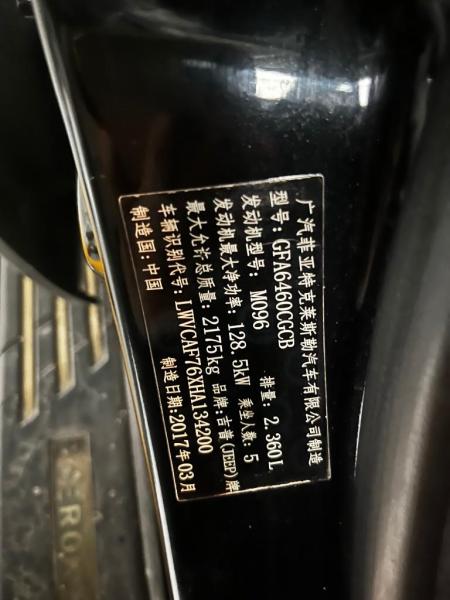 广汽菲亚特克莱斯勒汽车有限公司制造
型号:GFA6460CGCB
发动机型号:M096 排量:2.360L
发动机最大净功率:128.5kW 乘坐人数:5
最大允许总质量:2175kg 品牌:吉普(JEEP)牌
车辆识别代号:LWVCAF76XHA134200
制造国:中国 制造日期:2017年03月